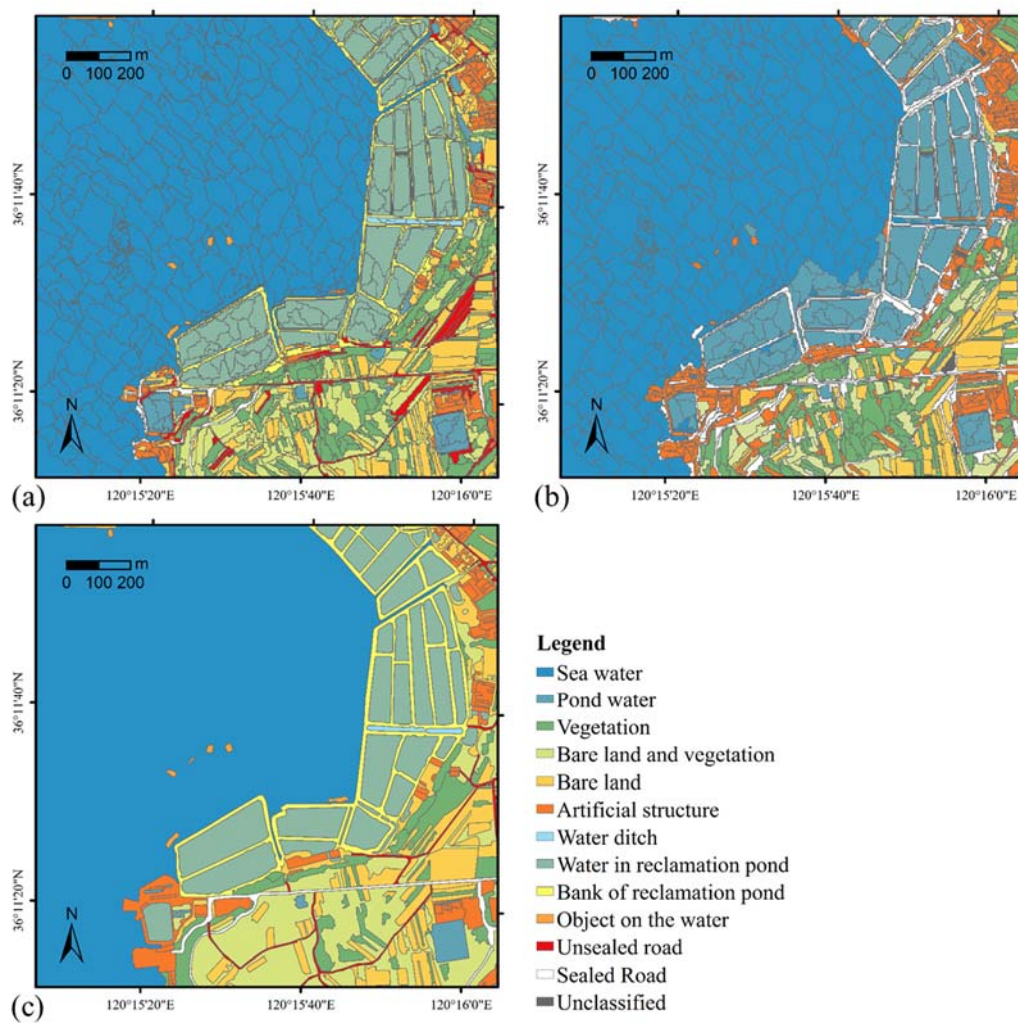 m
0 100 200
36°11'40"N
36°11'20"N
N
(a)
120°15'20"E 120°15'40"E 120°16'0"E
m
0 100 200
36°11'40"N
36°11'20"N
N
(b)
120°15'20"E 120°15'40"E 120°16'0"E
m
0 100 200
36°11'40"N
36°11'20"N
N
(c)
120°15'20"E 120°15'40"E 120°16'0"E
Legend
Sea water
Pond water
Vegetation
Bare land and vegetation
Bare land
Artificial structure
Water ditch
Water in reclamation pond
Bank of reclamation pond
Object on the water
Unsealed road
Sealed Road
Unclassified